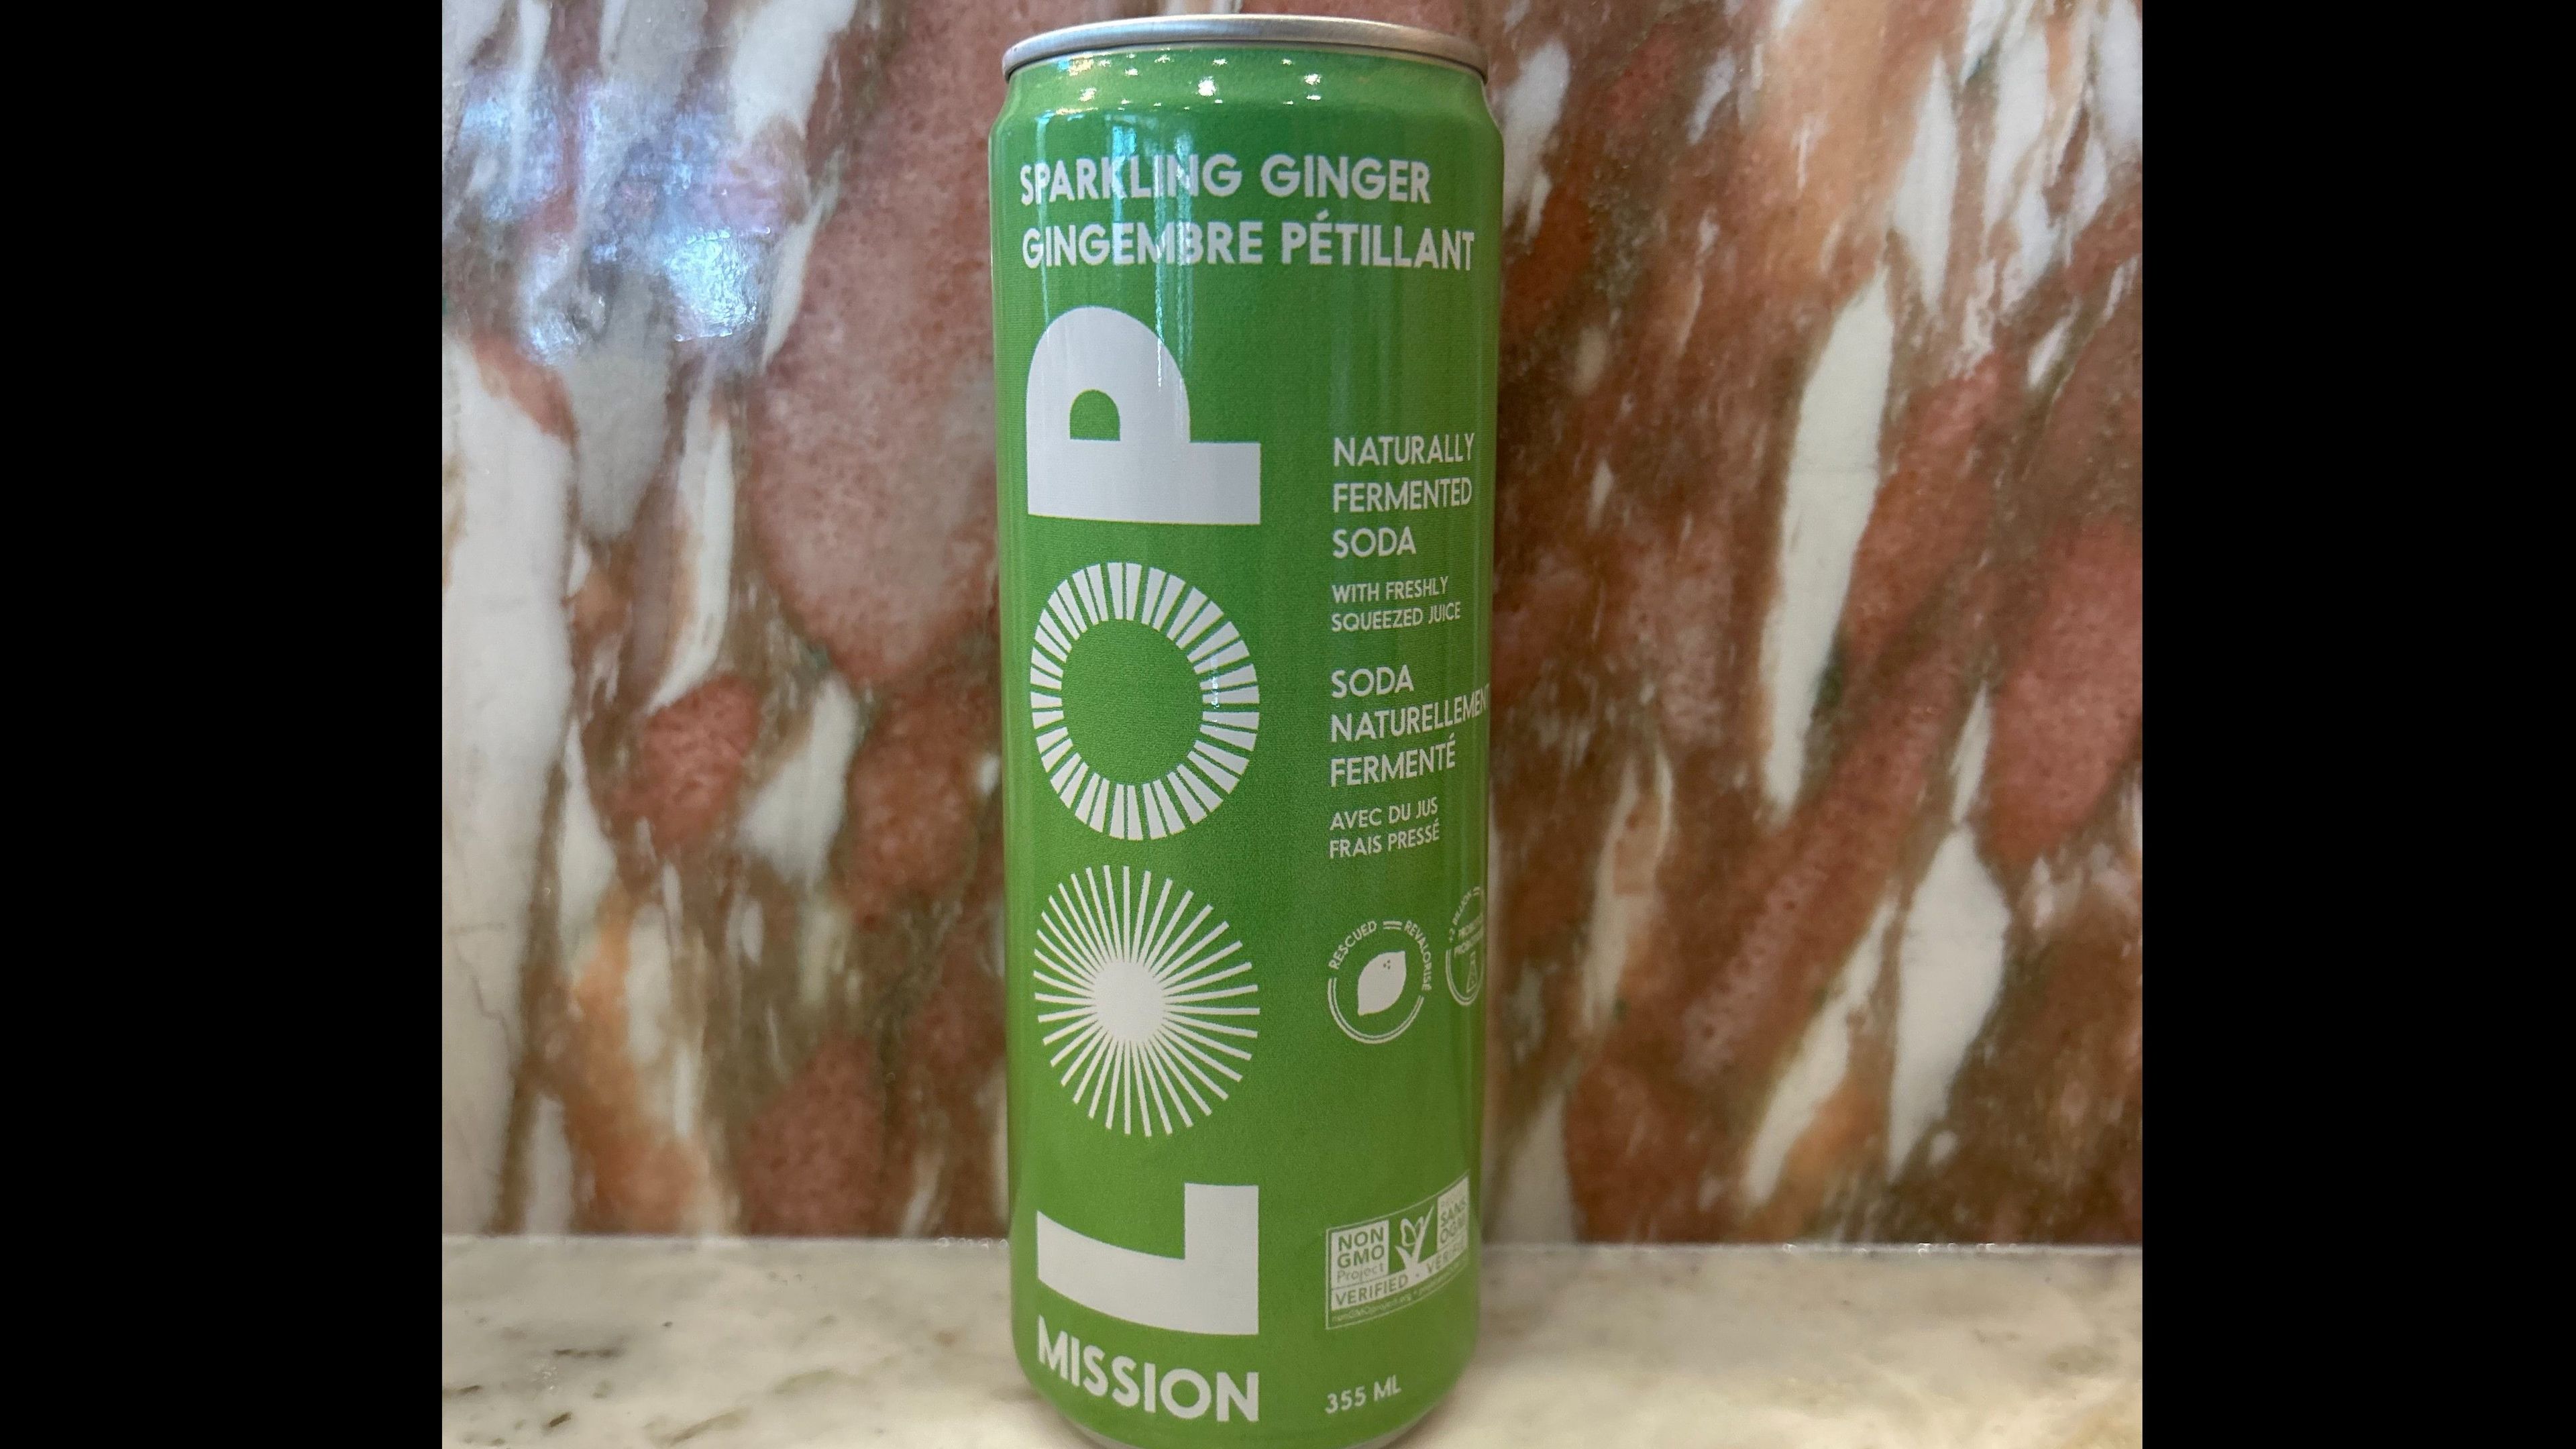 SPARKLING GINGER
GINGEMBRE PÉTILLANT
LOOP
MISSION
NATURALLY
FERMENTED
SODA
WITH FRESHLY
SQUEEZED JUICE
SODA
NATURELLEMENT
FERMENTÉ
AVEC DU JUS
FRAIS PRESSÉ
RESCUED REVALORISÉ
BILLION
NON
GMO
Project
VERIFIED
SANS
OGM
355 ML